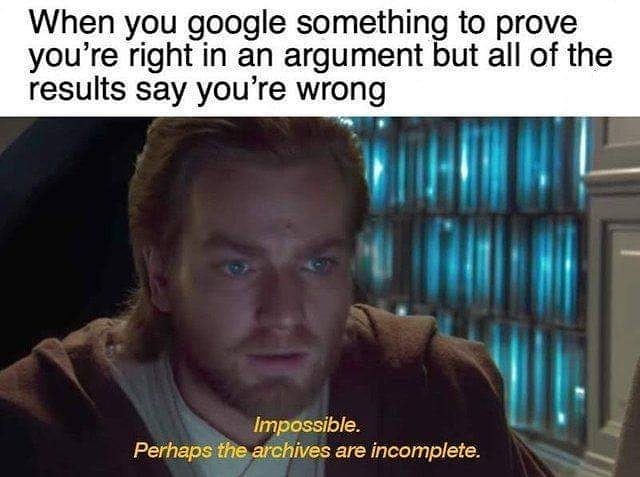 When you google something to prove
you're right in an argument but all of the
results say you're wrong
Impossible.
Perhaps the archives are incomplete.